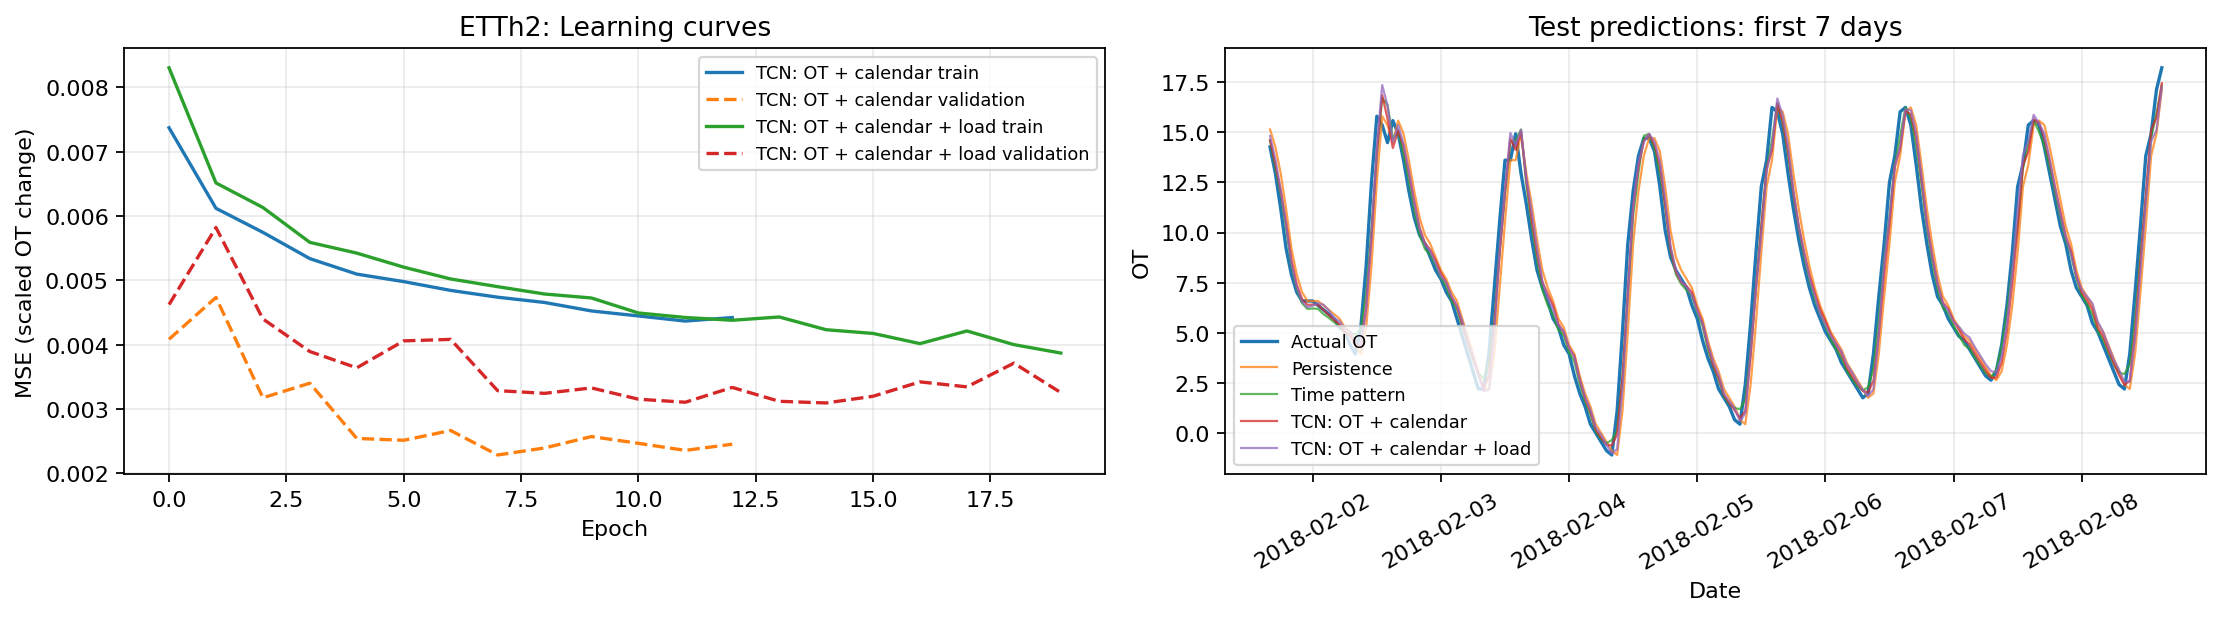 ETTh2: Learning curves
MSE (scaled OT change)
0.008
0.007
0.006
0.005
0.004
0.003
0.002
TCN: OT + calendar train
TCN: OT + calendar validation
TCN: OT + calendar + load train
TCN: OT + calendar + load validation
0.0 2.5 5.0 7.5 10.0 12.5 15.0 17.5
Epoch
Test predictions: first 7 days
OT
17.5
15.0
12.5
10.0
7.5
5.0
2.5
0.0
Actual OT
Persistence
Time pattern
TCN: OT + calendar
TCN: OT + calendar + load
2018-02-02 2018-02-03 2018-02-04 2018-02-05 2018-02-06 2018-02-07 2018-02-08
Date